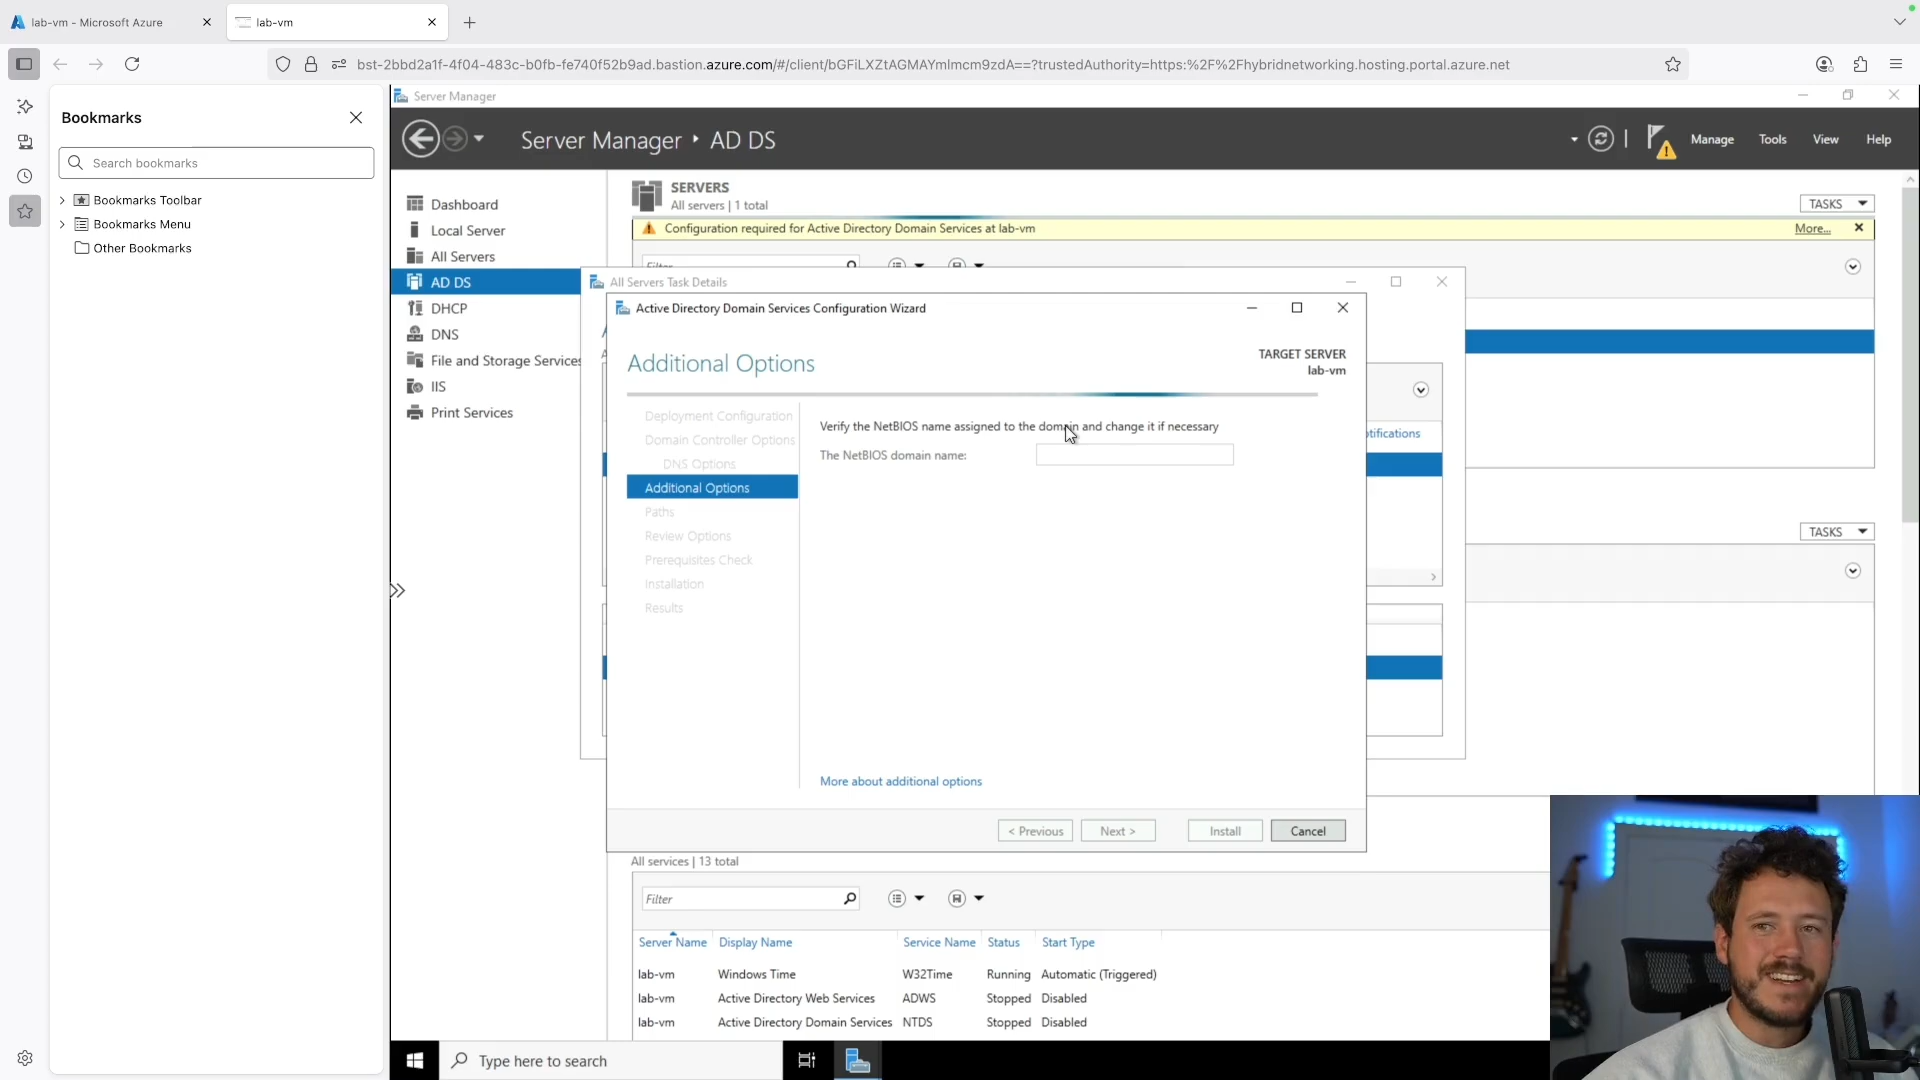 lab-vm - Microsoft Azure
lab-vm
bst-2bbd2a1f-4f04-483c-b0fb-fe740f52b9ad.bastion.azure.com/#/client/bGFiLXZtAGMAYmlmcm9zdA==?trustedAuthority=https:%2F%2Fhybridnetworking.hosting.portal.azure.net
Bookmarks
Search bookmarks
Bookmarks Toolbar
Bookmarks Menu
Other Bookmarks
Server Manager
Server Manager • AD DS
Manage
Tools
View
Help
Dashboard
Local Server
All Servers
AD DS
DHCP
DNS
File and Storage Services
IIS
Print Services
SERVERS
All servers | 1 total
TASKS
Configuration required for Active Directory Domain Services at lab-vm
More...
Filter
All Servers Task Details
Active Directory Domain Services Configuration Wizard
Additional Options
TARGET SERVER
lab-vm
Deployment Configuration
Domain Controller Options
DNS Options
Additional Options
Paths
Review Options
Prerequisites Check
Installation
Results
Verify the NetBIOS name assigned to the domain and change it if necessary
The NetBIOS domain name:
More about additional options
< Previous
Next >
Install
Cancel
otifications
TASKS
All services | 13 total
Filter
Server Name Display Name Service Name Status Start Type
lab-vm Windows Time W32Time Running Automatic (Triggered)
lab-vm Active Directory Web Services ADWS Stopped Disabled
lab-vm Active Directory Domain Services NTDS Stopped Disabled
Type here to search